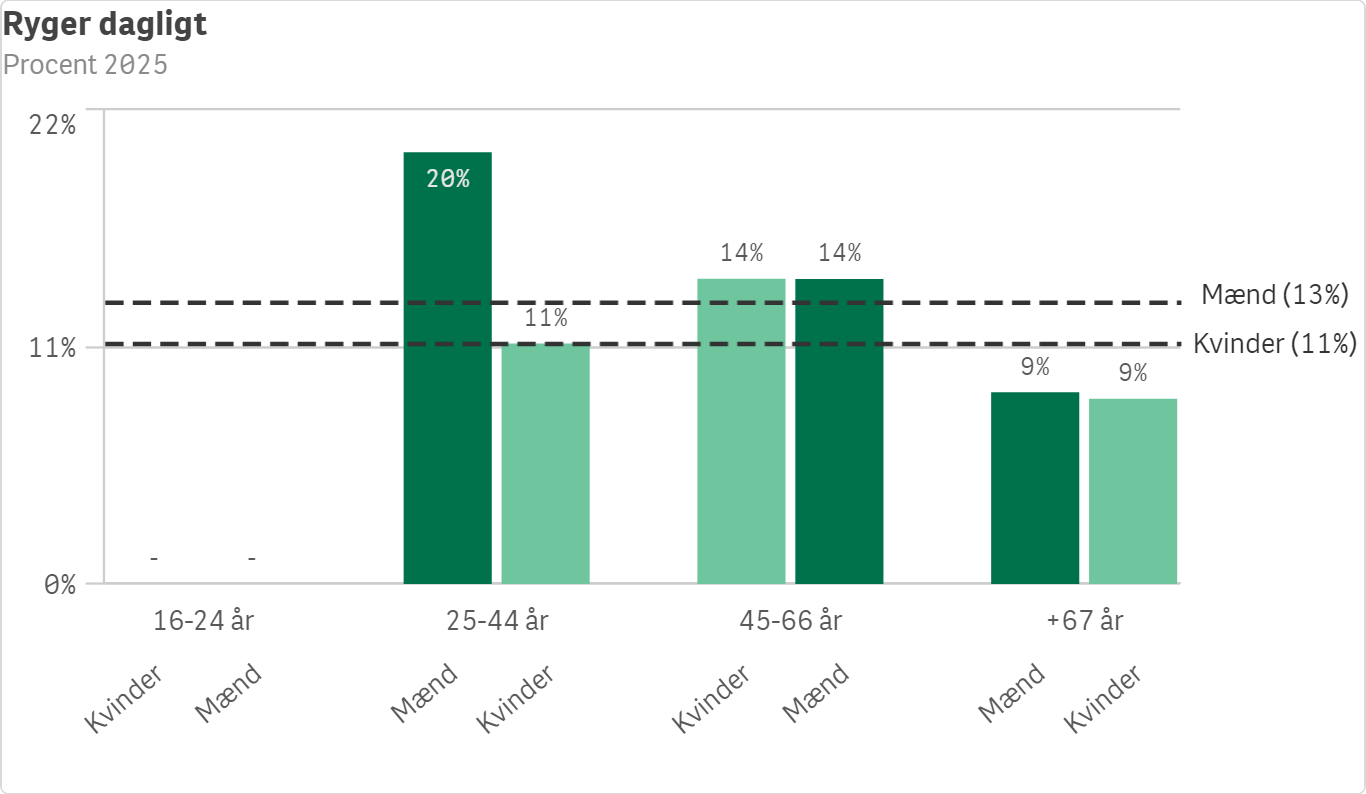 Ryger dagligt
Procent 2025
22%
20%
14% 14%
Mænd (13%)
11%
11%
Kvinder (11%)
9% 9%
- -
0%
16-24 år 25-44 år 45-66 år +67 år
Kvinder Mænd Mænd Kvinder Kvinder Mænd Mænd Kvinder